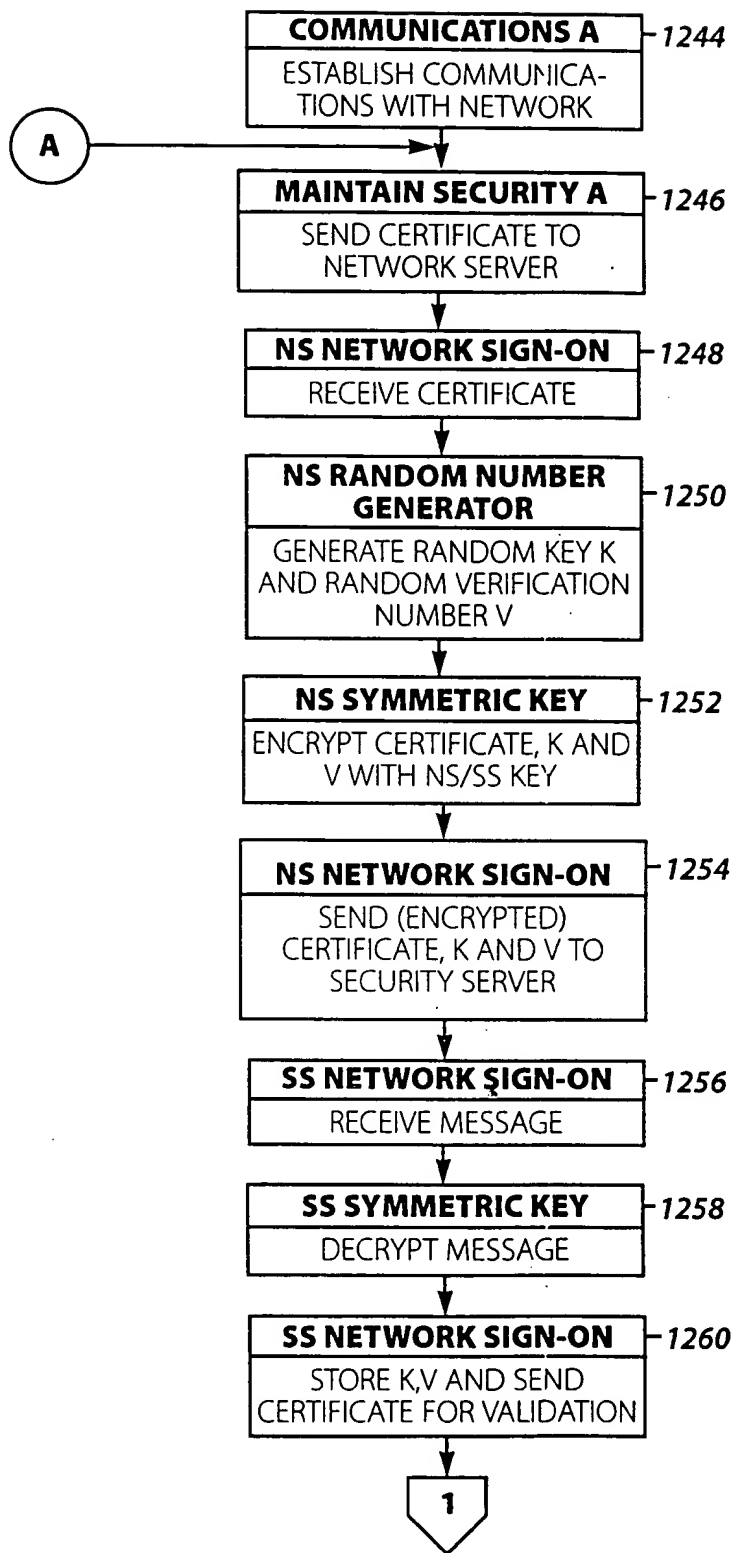 COMMUNICATIONS A
1244
ESTABLISH COMMUNICA-
TIONS WITH NETWORK
A
MAINTAIN SECURITY A
1246
SEND CERTIFICATE TO
NETWORK SERVER
NS NETWORK SIGN-ON
1248
RECEIVE CERTIFICATE
NS RANDOM NUMBER
GENERATOR
1250
GENERATE RANDOM KEY K
AND RANDOM VERIFICATION
NUMBER V
NS SYMMETRIC KEY
1252
ENCRYPT CERTIFICATE, K AND
V WITH NS/SS KEY
NS NETWORK SIGN-ON
1254
SEND (ENCRYPTED)
CERTIFICATE, K AND V TO
SECURITY SERVER
SS NETWORK SIGN-ON
1256
RECEIVE MESSAGE
SS SYMMETRIC KEY
1258
DECRYPT MESSAGE
SS NETWORK SIGN-ON
1260
STORE K,V AND SEND
CERTIFICATE FOR VALIDATION
1